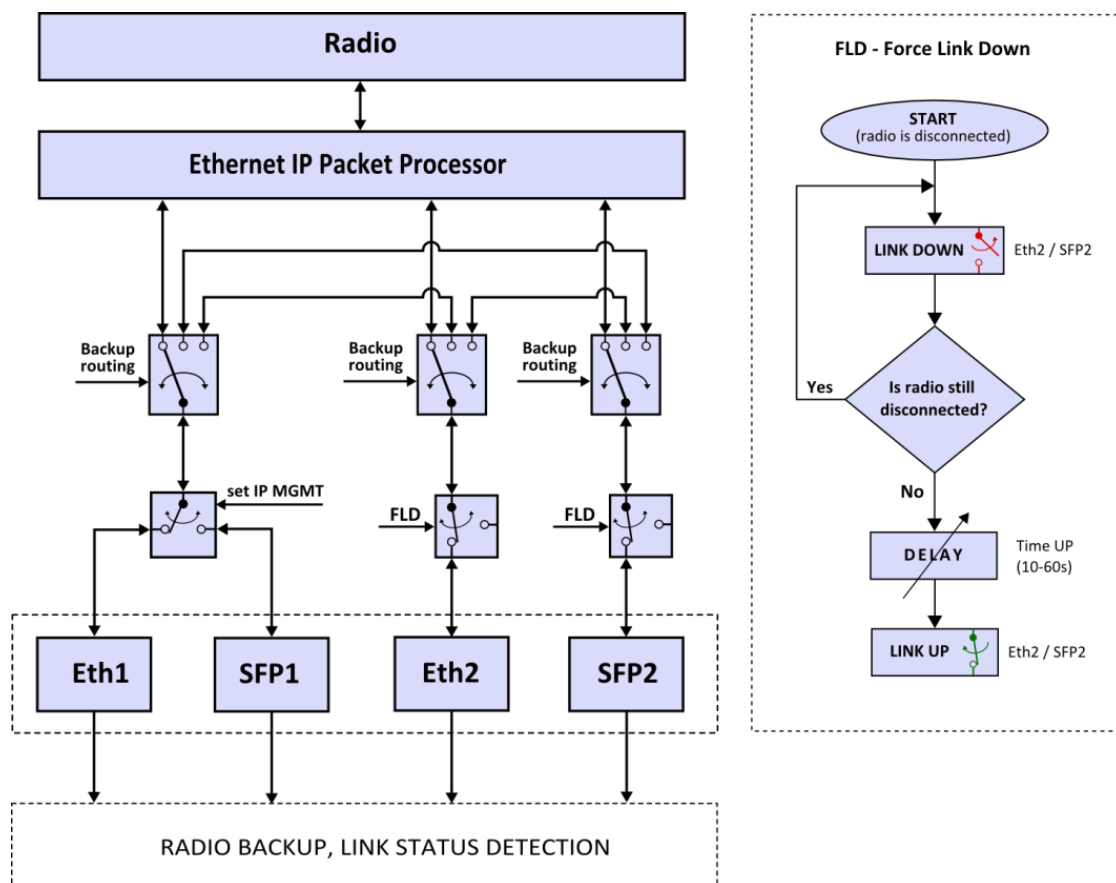 Radio
Ethernet IP Packet Processor
Backup
routing
Backup
routing
Backup
routing
set IP MGMT
FLD
FLD
Eth1
SFP1
Eth2
SFP2
RADIO BACKUP, LINK STATUS DETECTION
FLD - Force Link Down
START
(radio is disconnected)
LINK DOWN
Eth2 / SFP2
Is radio still
disconnected?
Yes
No
DELAY
Time UP
(10-60s)
LINK UP
Eth2 / SFP2